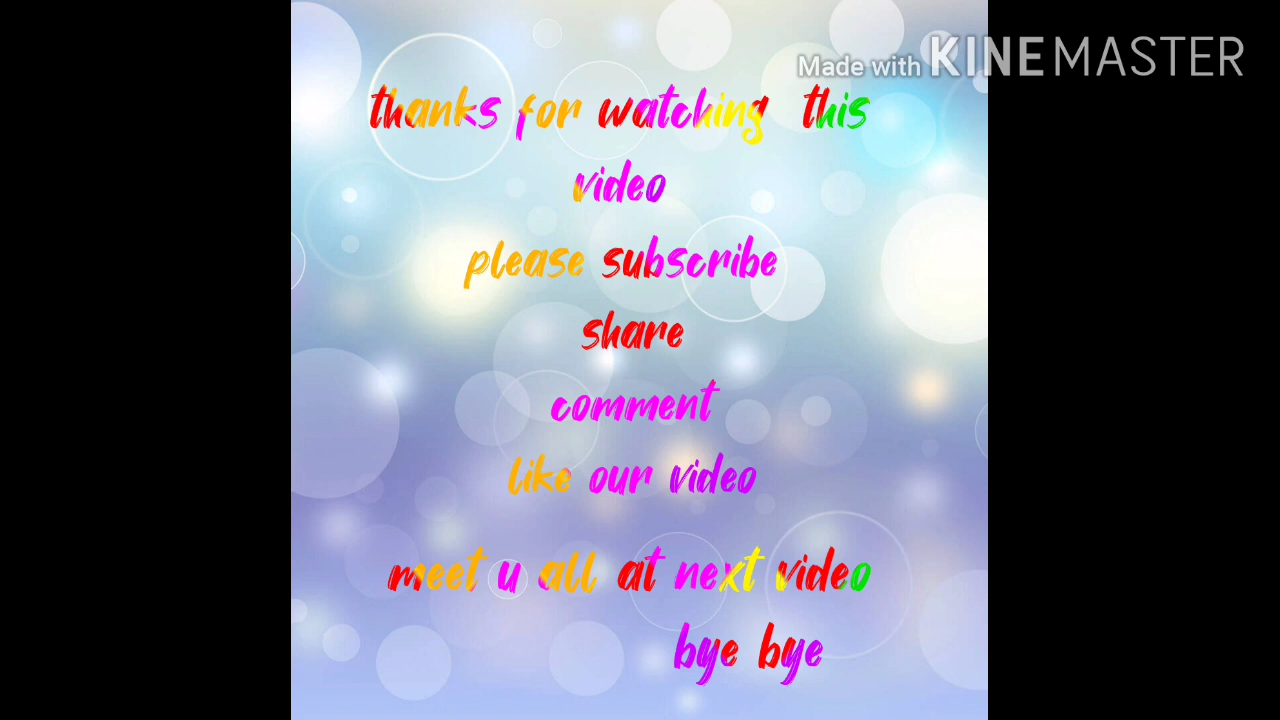 Made with KINEMASTER
thanks for watching this
video
please subscribe
share
comment
like our video
meet u all at next video
bye bye